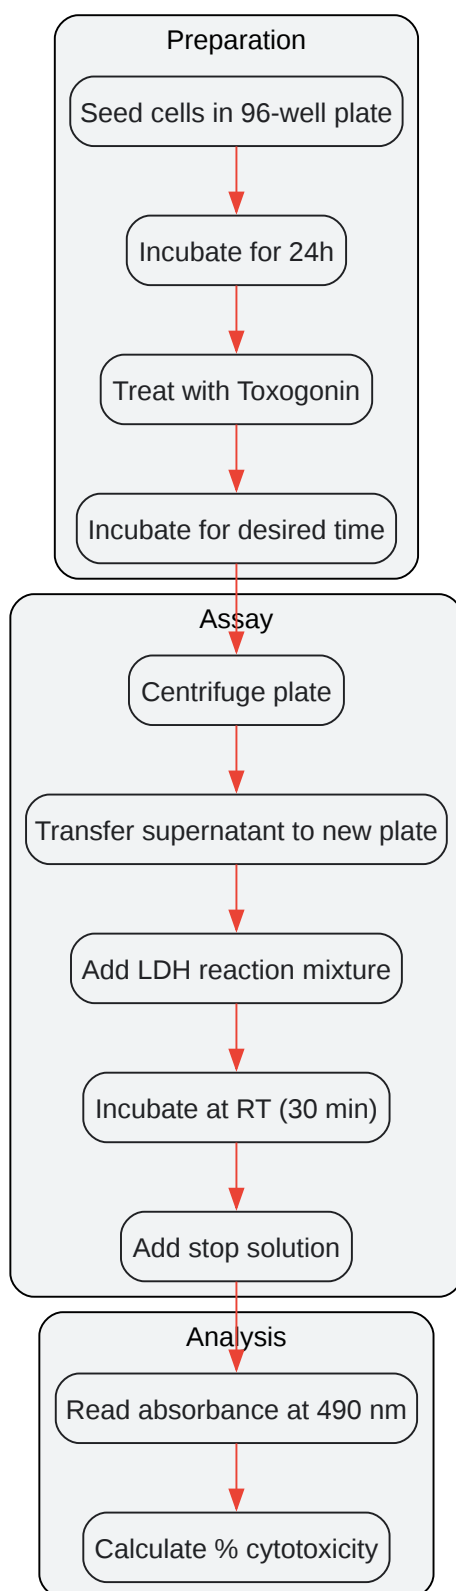 Preparation
Seed cells in 96-well plate
Incubate for 24h
Treat with Toxogonin
Incubate for desired time
Assay
Centrifuge plate
Transfer supernatant to new plate
Add LDH reaction mixture
Incubate at RT (30 min)
Add stop solution
Analysis
Read absorbance at 490 nm
Calculate % cytotoxicity